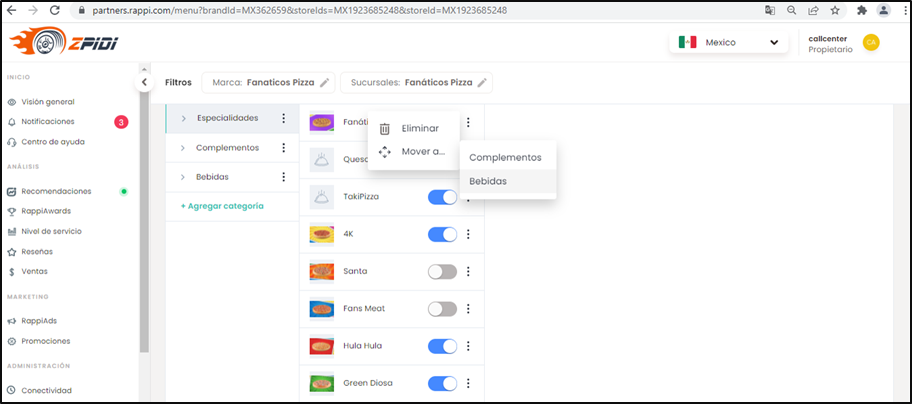 partners.rappi.com/menu?brandId=MX362659&storeIds=MX1923685248&storeId=MX1923685248
ZPIDI
Mexico
callcenter
Propietario
CA
INICIO
Visión general
Notificaciones
3
Centro de ayuda
ANÁLISIS
Recomendaciones
RappiAwards
Nivel de servicio
Reseñas
Ventas
MARKETING
RappiAds
Promociones
ADMINISTRACIÓN
Conectividad
Filtros
Marca: Fanaticos Pizza
Sucursales: Fanáticos Pizza
Especialidades
Complementos
Bebidas
+ Agregar categoría
Fanáti
Queso
TakiPizza
4K
Santa
Fans Meat
Hula Hula
Green Diosa
Eliminar
Mover a...
Complementos
Bebidas